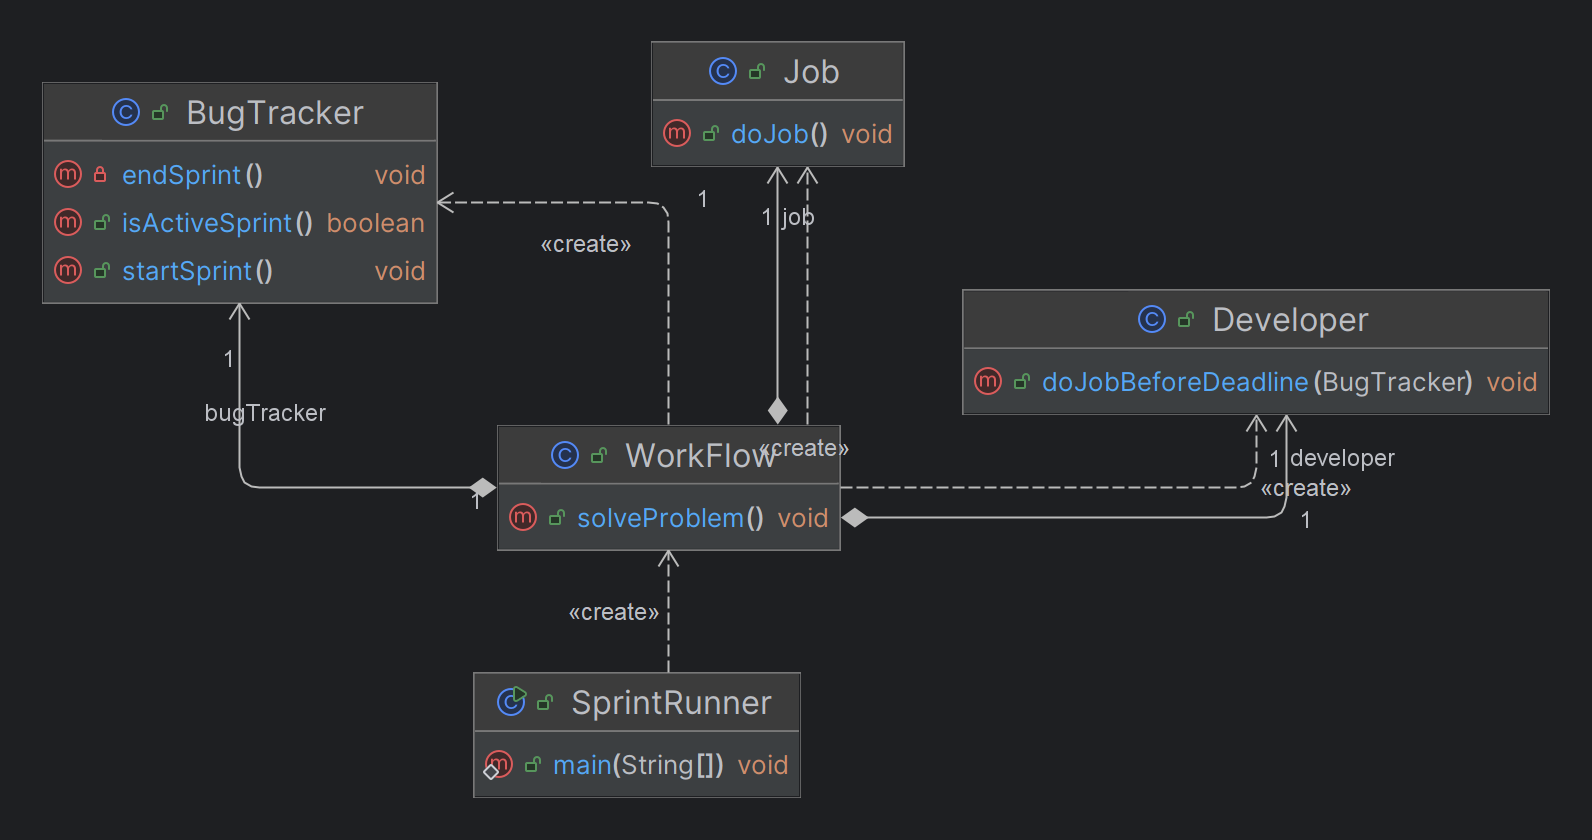 Job
doJob() void
BugTracker
endSprint() void
isActiveSprint() boolean
startSprint() void
«create»
1
1 job
Developer
doJobBeforeDeadline(BugTracker) void
1
bugTracker
WorkFlow
«create»
solveProblem() void
1
1 developer
«create»
1
«create»
SprintRunner
main(String[]) void